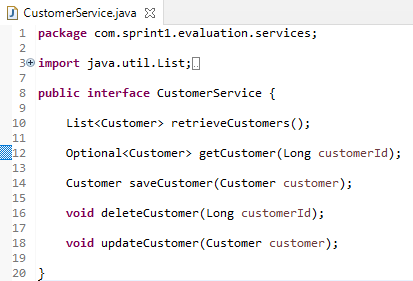 CustomerService.java
1 package com.sprint1.evaluation.services;
2
3 import java.util.List;
7
8 public interface CustomerService {
9
10 List<Customer> retrieveCustomers();
11
12 Optional<Customer> getCustomer(Long customerId);
13
14 Customer saveCustomer(Customer customer);
15
16 void deleteCustomer(Long customerId);
17
18 void updateCustomer(Customer customer);
19
20 }